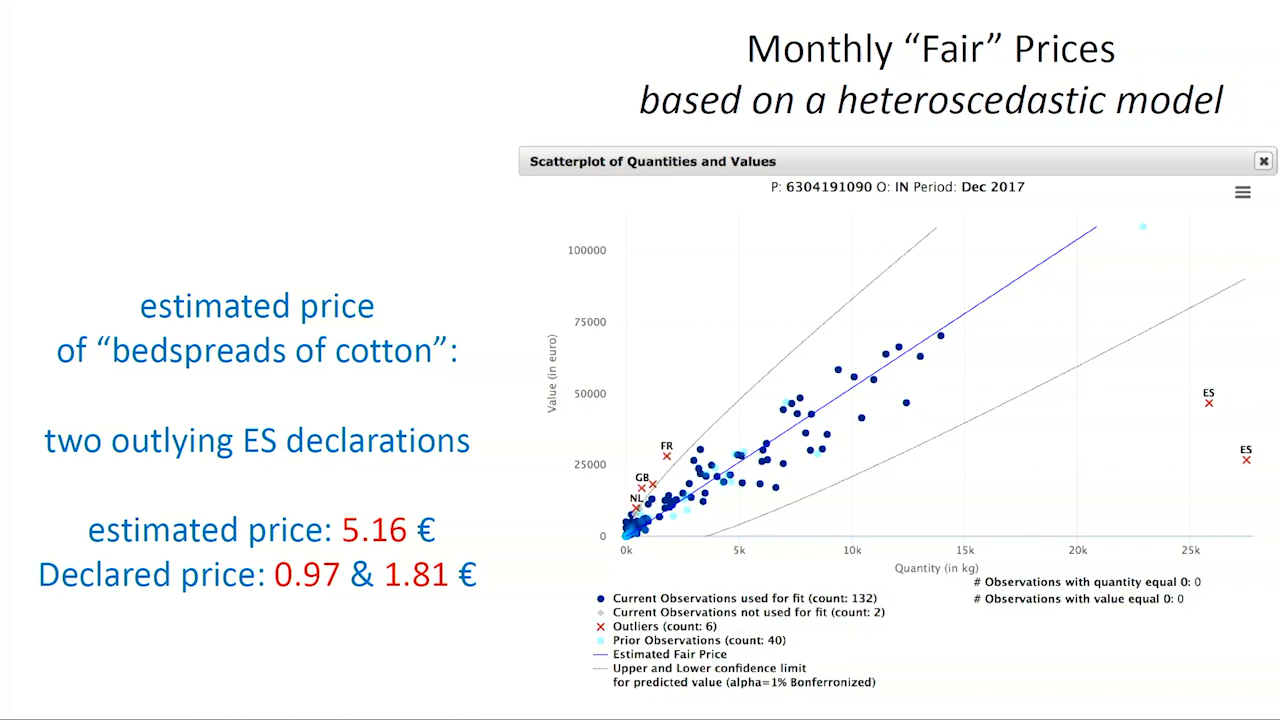 Monthly “Fair” Prices
based on a heteroscedastic model
estimated price
of “bedspreads of cotton”:
two outlying ES declarations
estimated price: 5.16 €
Declared price: 0.97 & 1.81 €
Scatterplot of Quantities and Values
P: 6304191090 O: IN Period: Dec 2017
Value (in euro)
100000
75000
50000
25000
0
FR
GB
NL
ES
ES
0k
5k
10k
15k
20k
25k
Quantity (in kg)
# Observations with quantity equal 0: 0
# Observations with value equal 0: 0
Current Observations used for fit (count: 132)
Current Observations not used for fit (count: 2)
Outliers (count: 6)
Prior Observations (count: 40)
Estimated Fair Price
Upper and Lower confidence limit
for predicted value (alpha=1% Bonferronized)